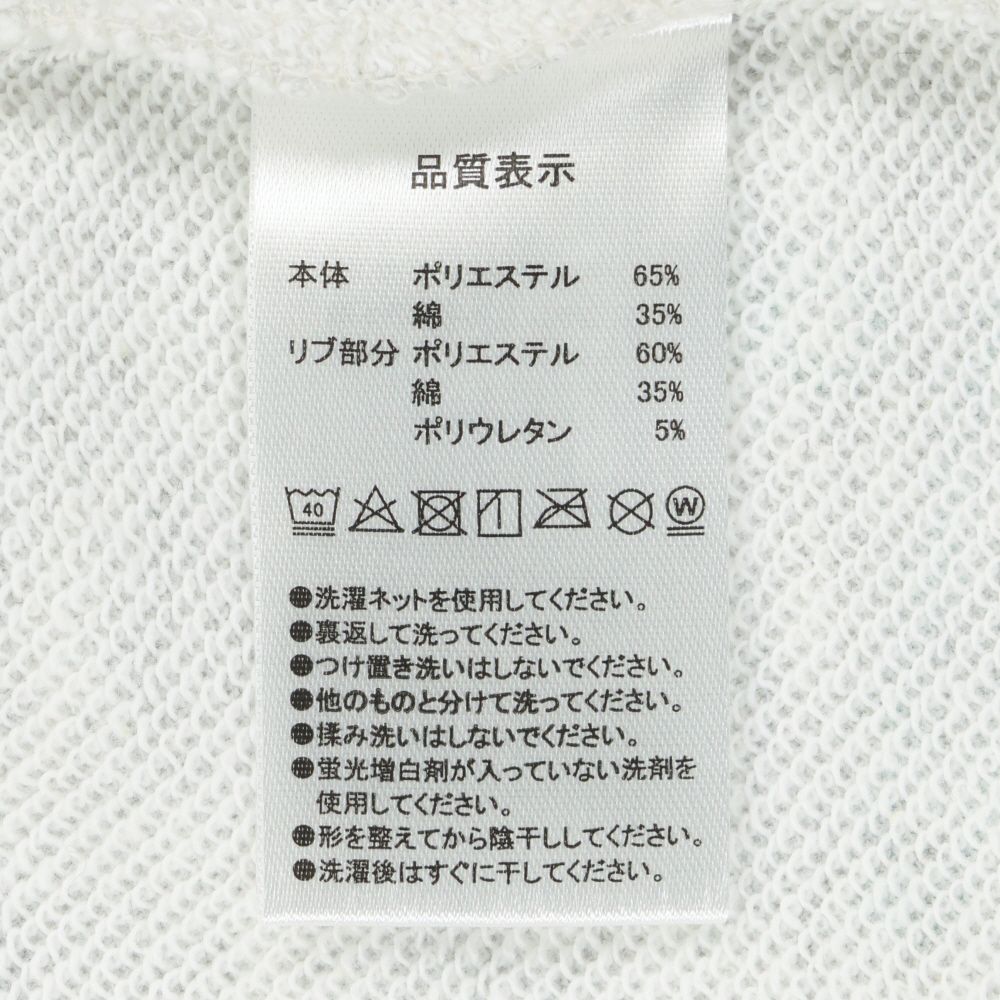 品質表示
本体 ポリエステル 65%
綿 35%
リブ部分 ポリエステル 60%
綿 35%
ポリウレタン 5%
40 W
●洗濯ネットを使用してください。
●裏返して洗ってください。
●つけ置き洗いはしないでください。
●他のものと分けて洗ってください。
●揉み洗いはしないでください。
●蛍光増白剤が入っていない洗剤を
使用してください。
●形を整えてから陰干ししてください。
●洗濯後はすぐに干してください。